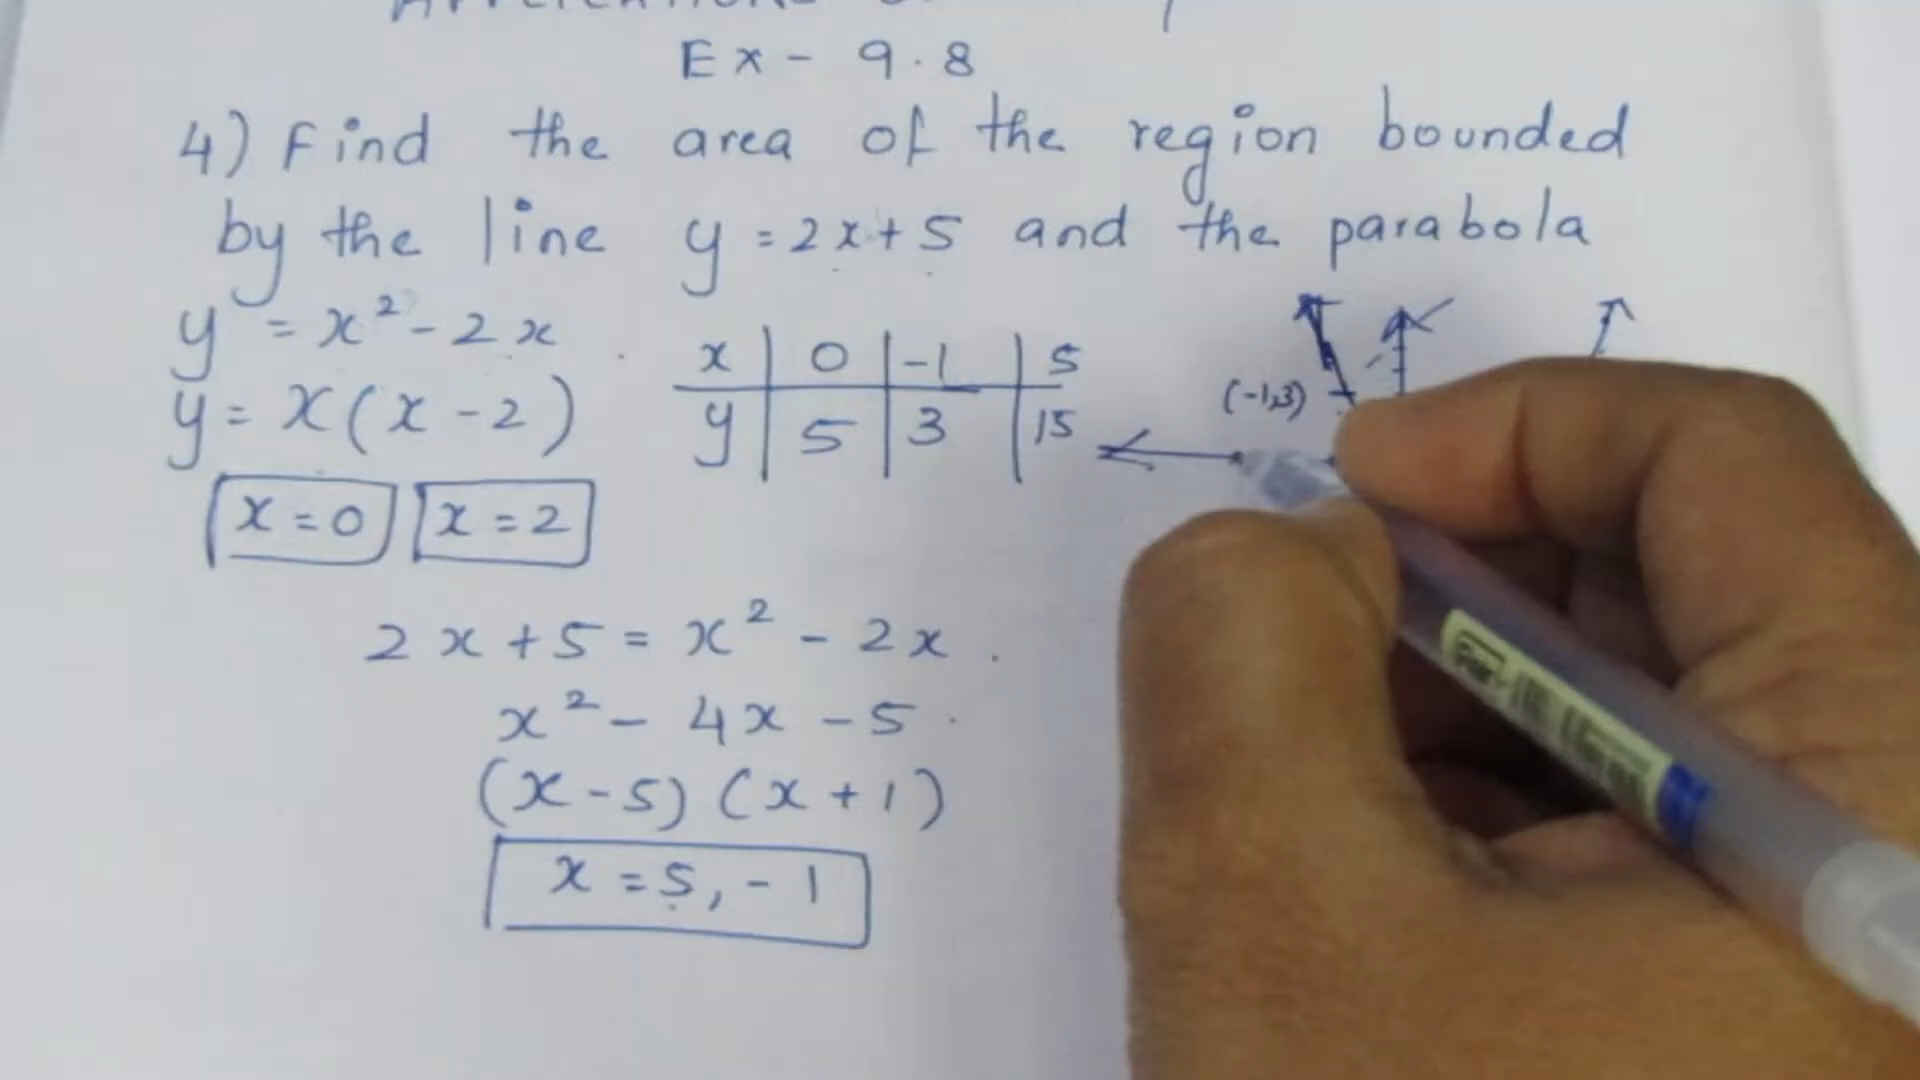 Ex - 9.8
4) Find the area of the region bounded
by the line y = 2x + 5 and the parabola
y = x² - 2x
y = x(x - 2)
x = 0 x = 2
x | 0 | -1 | 5
y | 5 | 3 | 15
(-1,3)
2x + 5 = x² - 2x
x² - 4x - 5
(x - 5) (x + 1)
x = 5, -1